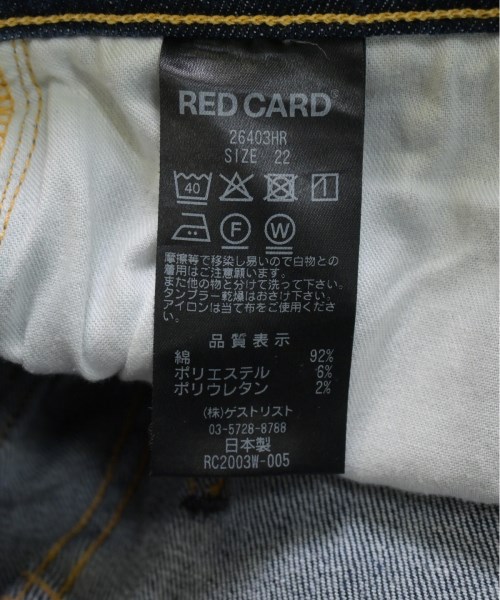 RED CARD
26403HR
SIZE 22
40
F
W
摩擦等で移染し易いので白物との
着用はご注意願います。
また他の物と分けて洗って下さい。
タンブラー乾燥はおさけ下さい。
アイロンは当て布をご使用くださ
い。
品質表示
綿 92%
ポリエステル 6%
ポリウレタン 2%
(株)ゲストリスト
03-5728-8788
日本製
RC2003W-005